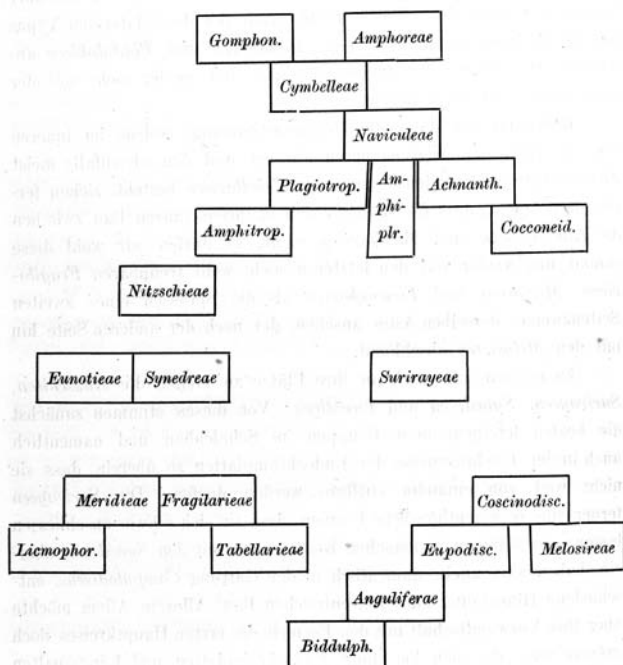 Gomphon. Amphoreae
Cymbelleae
Naviculeae
Plagiotrop. Am- Achnanth.
phi-
Amphitrop. plr. Cocconeid.
Nitzschieae
Eunotieae Synedreae Surirayeae
Meridieae Fragilarieae Coscinodisc.
Licmophor. Tabellarieae Eupodisc. Melosireae
Anguliferae
Biddulph.